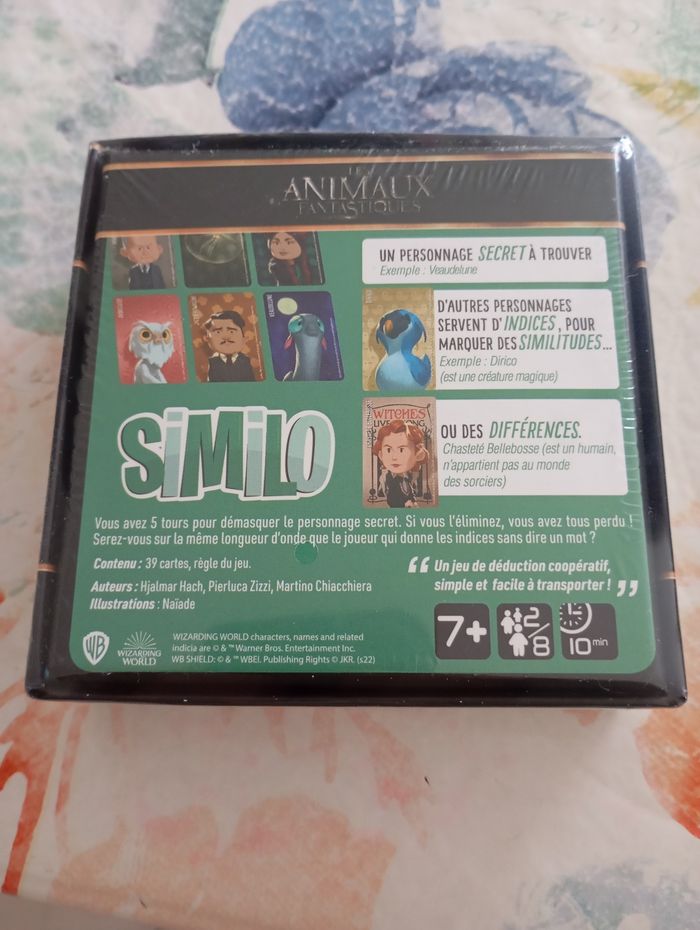 LES
ANIMAUX
FANTASTIQUES
UN PERSONNAGE SECRET À TROUVER
Exemple : Veaudelune
D'AUTRES PERSONNAGES
SERVENT D'INDICES, POUR
MARQUER DES SIMILITUDES...
Exemple : Dirico
(est une créature magique)
WITCHES
LIVE AMONG
OU DES DIFFÉRENCES.
Chasteté Bellebosse (est un humain,
n'appartient pas au monde
des sorciers)
SiMiLO
Vous avez 5 tours pour démasquer le personnage secret. Si vous l'éliminez, vous avez tous perdu !
Serez-vous sur la même longueur d'onde que le joueur qui donne les indices sans dire un mot ?
Contenu : 39 cartes, règle du jeu.
Auteurs : Hjalmar Hach, Pierluca Zizzi, Martino Chiacchiera
Illustrations : Naïade
“ Un jeu de déduction coopératif,
simple et facile à transporter ! ”
7+
2/8
10 min
WB
WIZARDING
WORLD
WIZARDING WORLD characters, names and related
indicia are © & ™ Warner Bros. Entertainment Inc.
WB SHIELD: © & ™ WBEI. Publishing Rights © JKR. (s22)